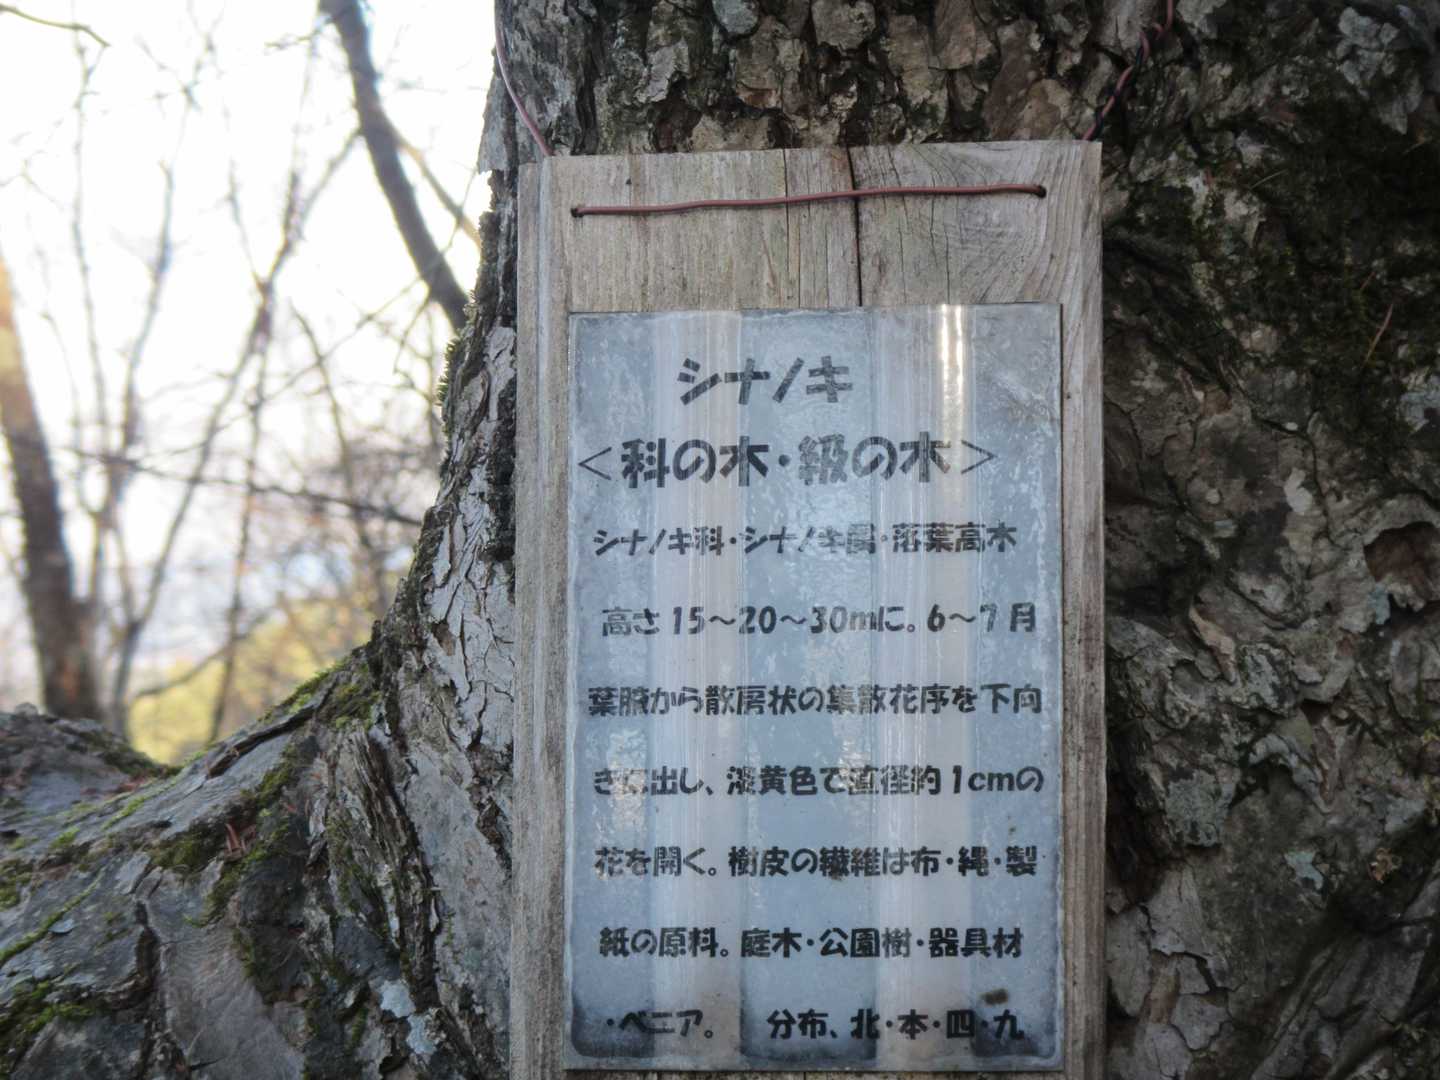 シナノキ
＜科の木・級の木＞
シナノキ科・シナノキ属・落葉高木
高さ15～20～30mに。6～7月
葉腋から散房状の集散花序を下向
きに出し、淡黄色で直径約1cmの
花を開く。樹皮の繊維は布・縄・製
紙の原料。庭木・公園樹・器具材
・ベニア。　分布、北・本・四・九